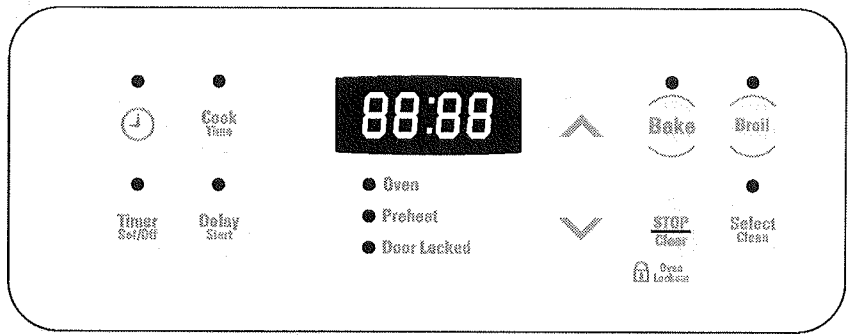 Cook
Time
88:88
Bake
Broil
Timer
Set/Off
Delay
Start
Oven
Preheat
Door Locked
STOP
Clear
Select
Clean
Oven
Lockout